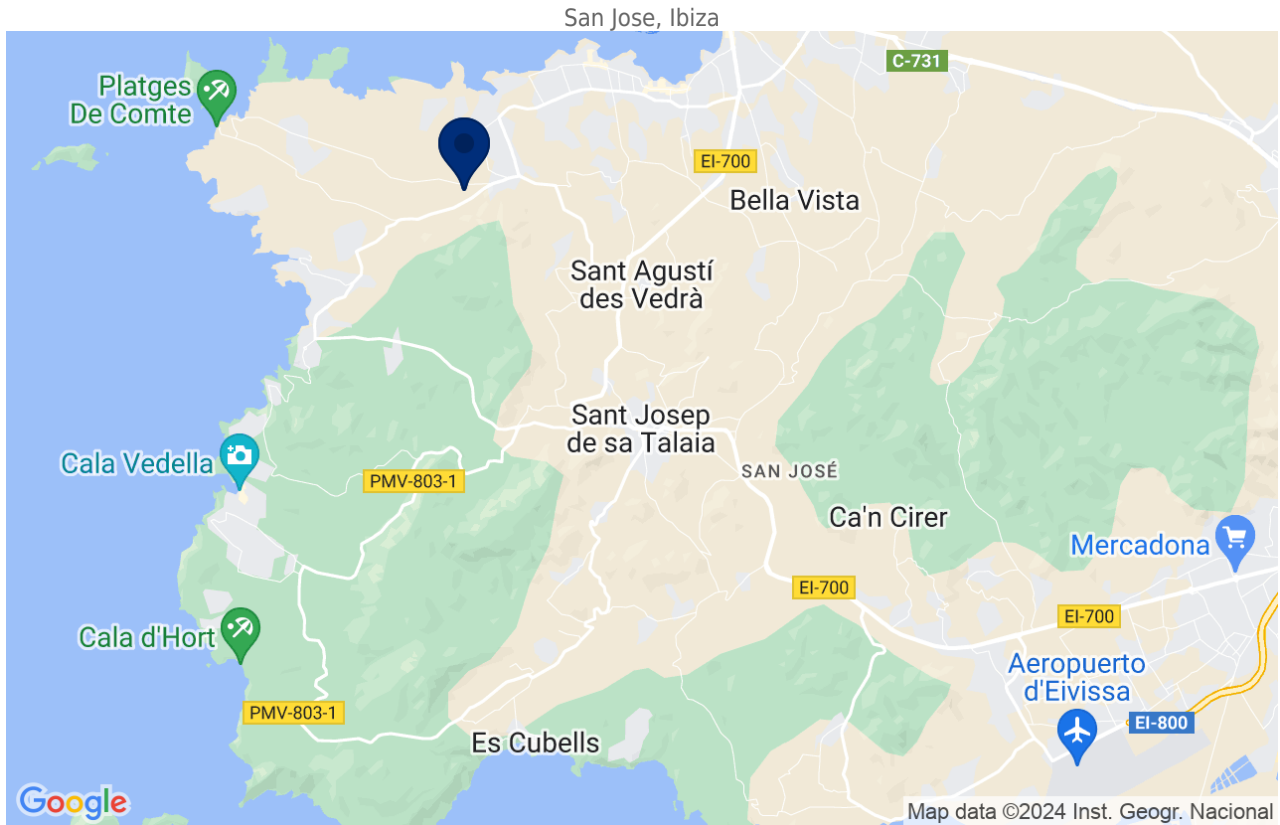 San Jose, Ibiza
C-731
Platges
De Comte
EI-700
Bella Vista
Sant Agustí
des Vedrà
Sant Josep
de sa Talaia
Cala Vedella
PMV-803-1
SAN JOSÉ
Ca'n Cirer
Mercadona
EI-700
EI-700
Cala d'Hort
Aeropuerto
d'Eivissa
PMV-803-1
EI-800
Es Cubells
Google
Map data ©2024 Inst. Geogr. Nacional